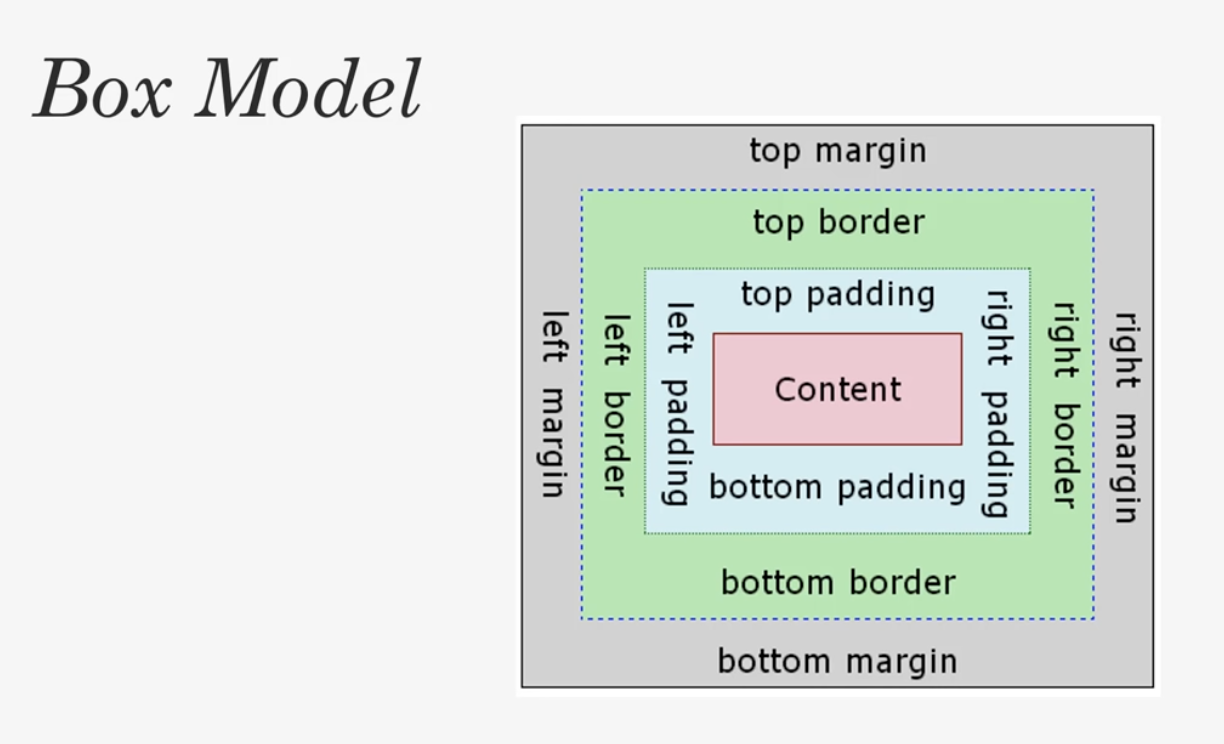 Box Model
top margin
top border
top padding
left margin
left border
left padding
Content
right padding
right border
right margin
bottom padding
bottom border
bottom margin